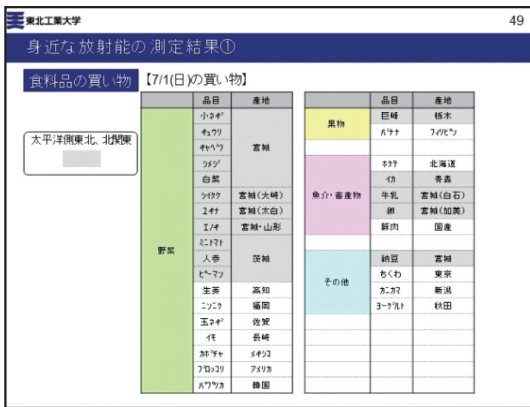 東北工業大学
49
身近な放射能の測定結果①
食料品の買い物 【7/1(日)の買い物】
太平洋側東北、北関東
品目 産地
野菜
小ネギ
キュウリ
キャベツ 宮城
シメジ
白菜
シイタケ 宮城(大崎)
ユキナ 宮城(太白)
エノキ 宮城・山形
ミニトマト
人参 茨城
ピーマン
生姜 高知
ニンニク 福岡
玉ネギ 佐賀
イモ 長崎
カボチャ メキシコ
ブロッコリ アメリカ
パプリカ 韓国
品目 産地
果物
巨峰 栃木
バナナ フィリピン
魚介・畜産物
ホタテ 北海道
イカ 青森
牛乳 宮城(白石)
卵 宮城(加美)
豚肉 国産
その他
納豆 宮城
ちくわ 東京
カニカマ 新潟
ヨーグルト 秋田